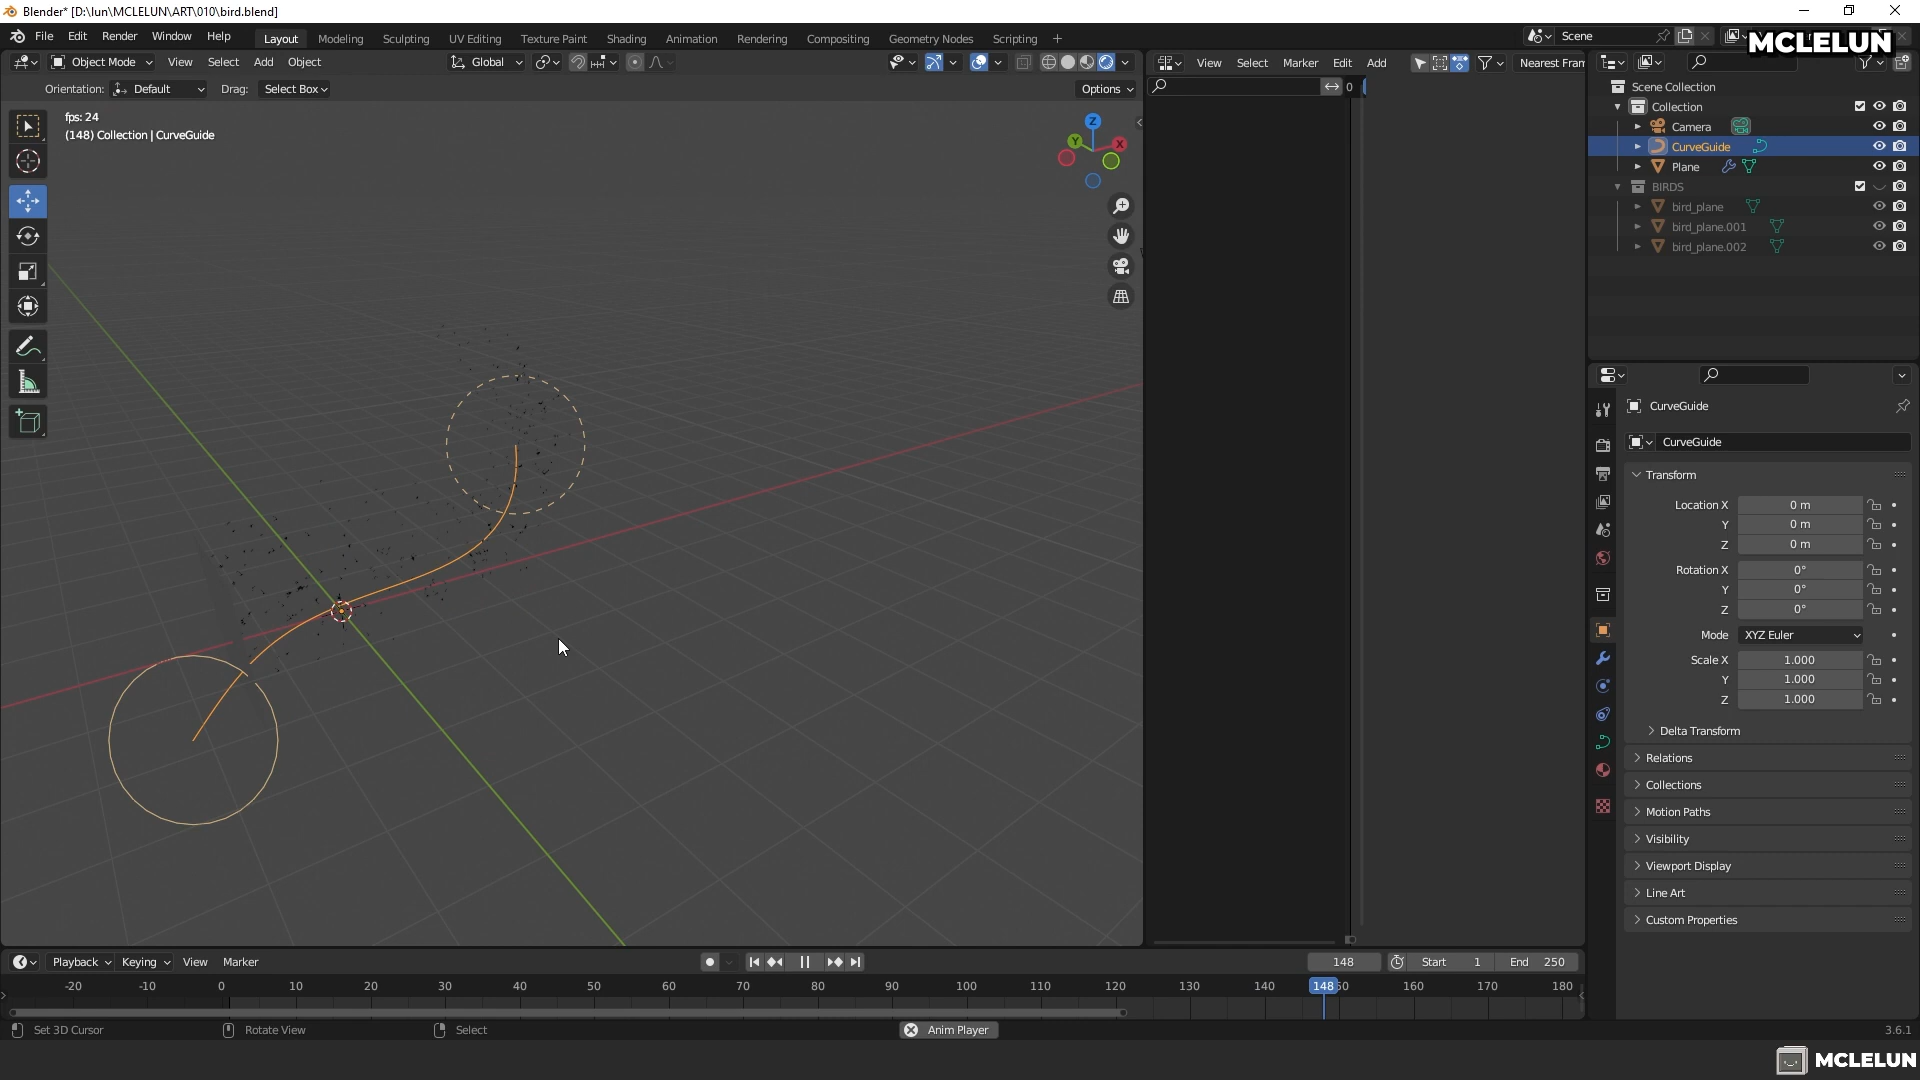 Blender* [D:\lun\MCLELUN\ART\010\bird.blend]
File Edit Render Window Help Layout Modeling Sculpting UV Editing Texture Paint Shading Animation Rendering Compositing Geometry Nodes Scripting + Scene
MCLELUN
Object Mode View Select Add Object Global
View Select Marker Edit Add Nearest Fram
Orientation: Default Drag: Select Box Options
0
fps: 24
(148) Collection | CurveGuide
Z
Y
X
Scene Collection
Collection
Camera
CurveGuide
Plane
BIRDS
bird_plane
bird_plane.001
bird_plane.002
CurveGuide
CurveGuide
Transform
Location X 0 m
Y 0 m
Z 0 m
Rotation X 0°
Y 0°
Z 0°
Mode XYZ Euler
Scale X 1.000
Y 1.000
Z 1.000
Delta Transform
Relations
Collections
Motion Paths
Visibility
Viewport Display
Line Art
Custom Properties
Playback Keying View Marker 148 Start 1 End 250
-20 -10 0 10 20 30 40 50 60 70 80 90 100 110 120 130 140 148 50 160 170 180
Set 3D Cursor Rotate View Select Anim Player 3.6.1
MCLELUN